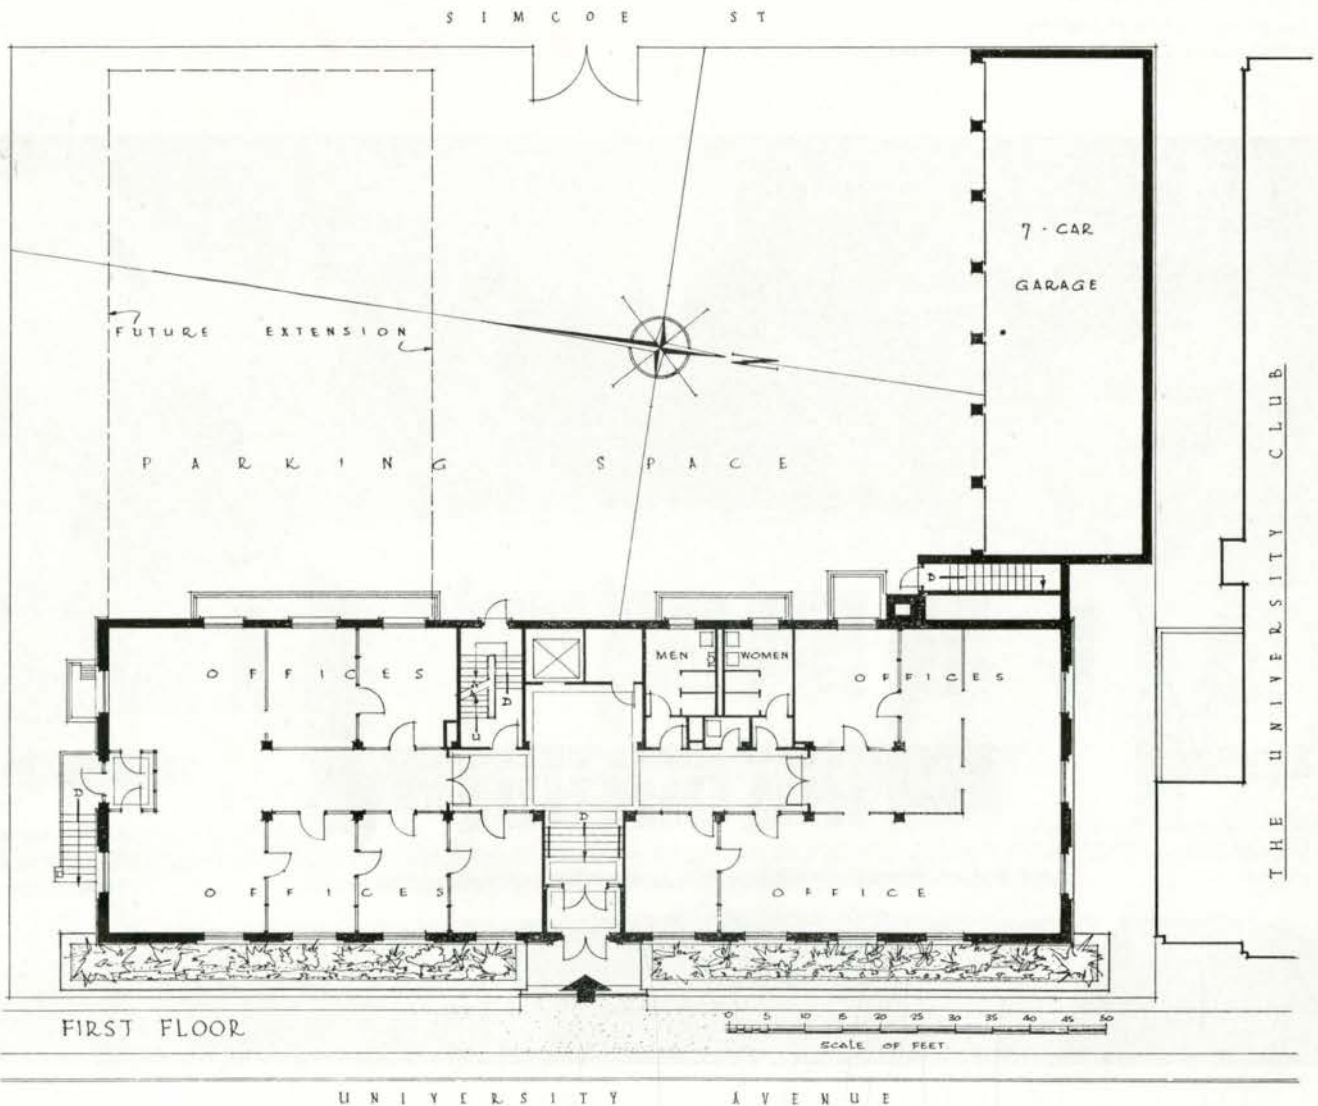 SIMCOE ST
7-CAR
GARAGE
FUTURE EXTENSION
PARKING SPACE
THE UNIVERSITY CLUB
D
MEN
WOMEN
OFFICES
OFFICES
D
U
D
D
OFFICES
OFFICE
FIRST FLOOR
0 5 10 15 20 25 30 35 40 45 50
SCALE OF FEET
UNIVERSITY AVENUE